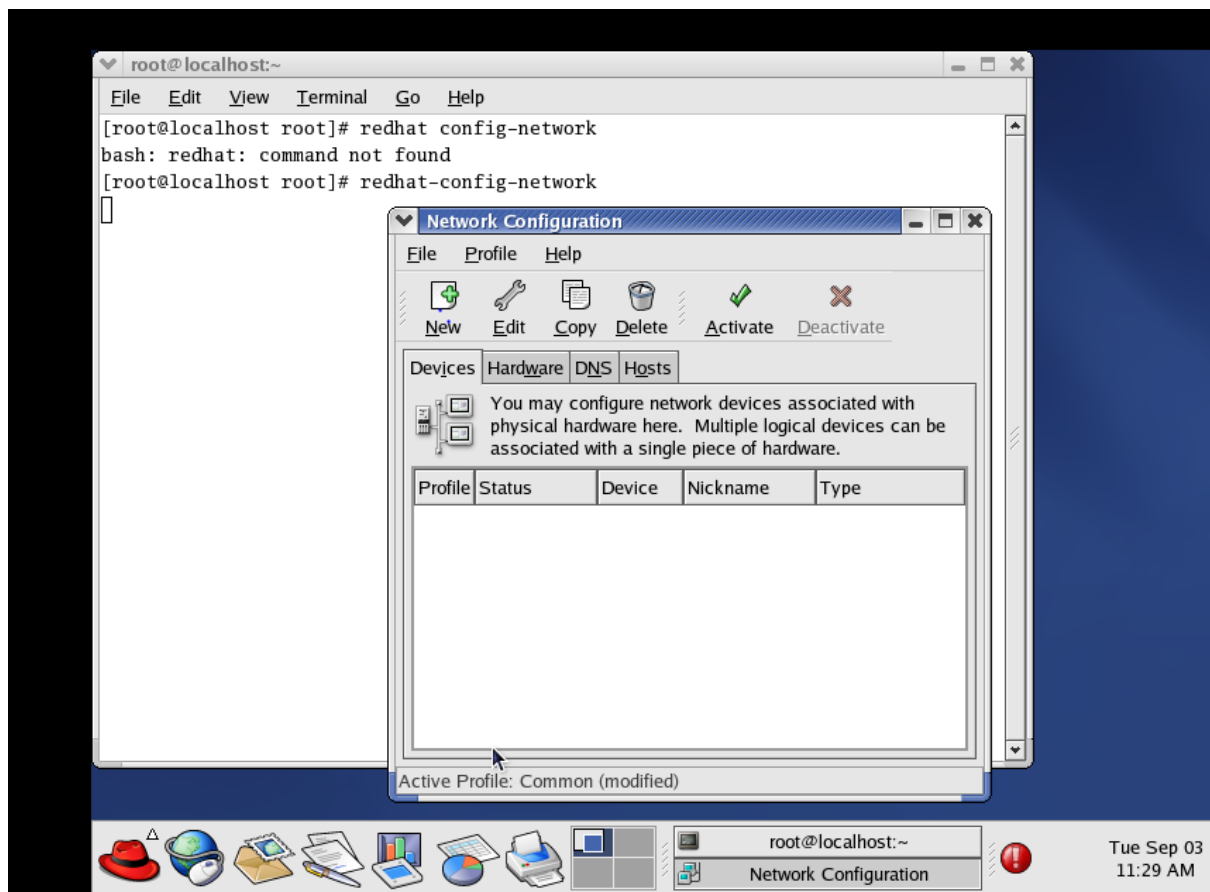 root@localhost:~
File Edit View Terminal Go Help
[root@localhost root]# redhat config-network
bash: redhat: command not found
[root@localhost root]# redhat-config-network
Network Configuration
File Profile Help
New Edit Copy Delete Activate Deactivate
Devices Hardware DNS Hosts
You may configure network devices associated with
physical hardware here. Multiple logical devices can be
associated with a single piece of hardware.
Profile Status Device Nickname Type
Active Profile: Common (modified)
root@localhost:~
Network Configuration
Tue Sep 03
11:29 AM